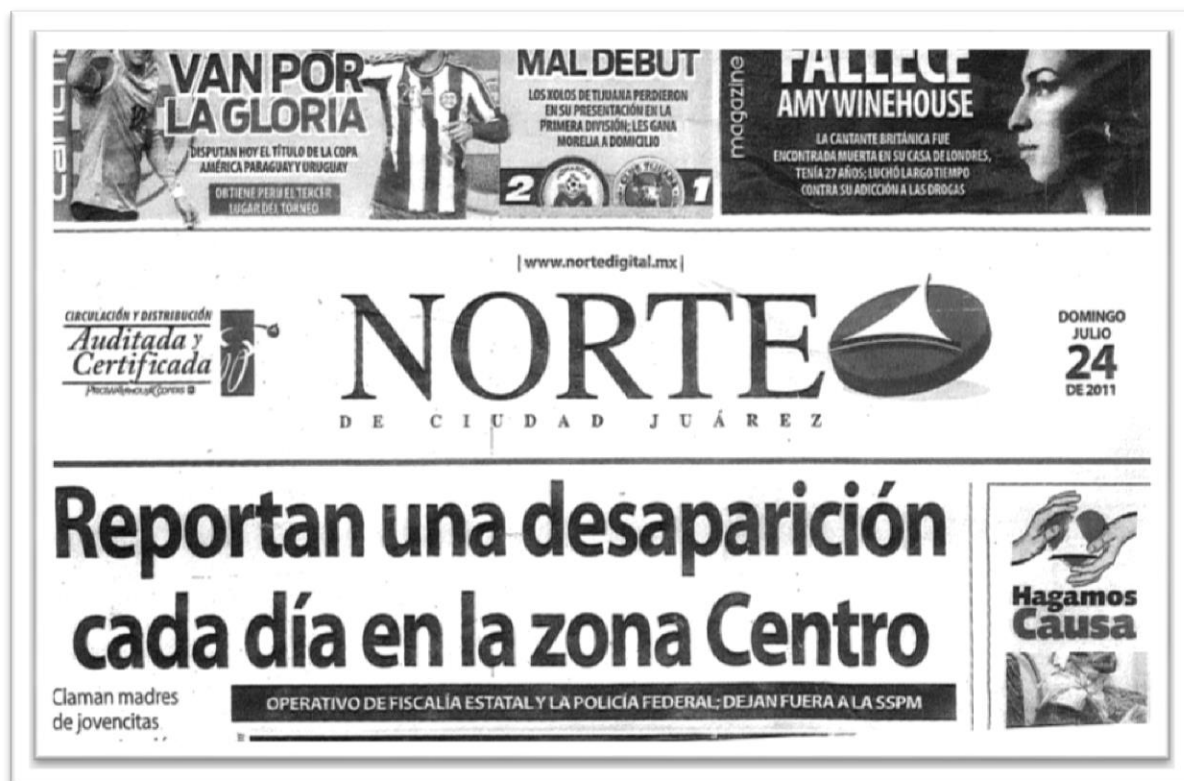 cancha
VAN POR
LA GLORIA
DISPUTAN HOY EL TÍTULO DE LA COPA
AMÉRICA PARAGUAY Y URUGUAY
OBTIENE PERÚ EL TERCER
LUGAR DEL TORNEO
MAL DEBUT
LOS XOLOS DE TIJUANA PERDIERON
EN SU PRESENTACIÓN EN LA
PRIMERA DIVISIÓN; LES GANA
MORELIA A DOMICILIO
2 1
magazine
FALLECE
AMY WINEHOUSE
LA CANTANTE BRITÁNICA FUE
ENCONTRADA MUERTA EN SU CASA DE LONDRES,
TENÍA 27 AÑOS; LUCHÓ LARGO TIEMPO
CONTRA SU ADICCIÓN A LAS DROGAS
| www.nortedigital.mx |
CIRCULACIÓN Y DISTRIBUCIÓN
Auditada y
Certificada
PRICEWATERHOUSECOOPERS
NORTE
DE CIUDAD JUÁREZ
DOMINGO
JULIO
24
DE 2011
Reportan una desaparición
cada día en la zona Centro
Claman madres
de jovencitas
OPERATIVO DE FISCALÍA ESTATAL Y LA POLICÍA FEDERAL; DEJAN FUERA A LA SSPM
Hagamos
Causa